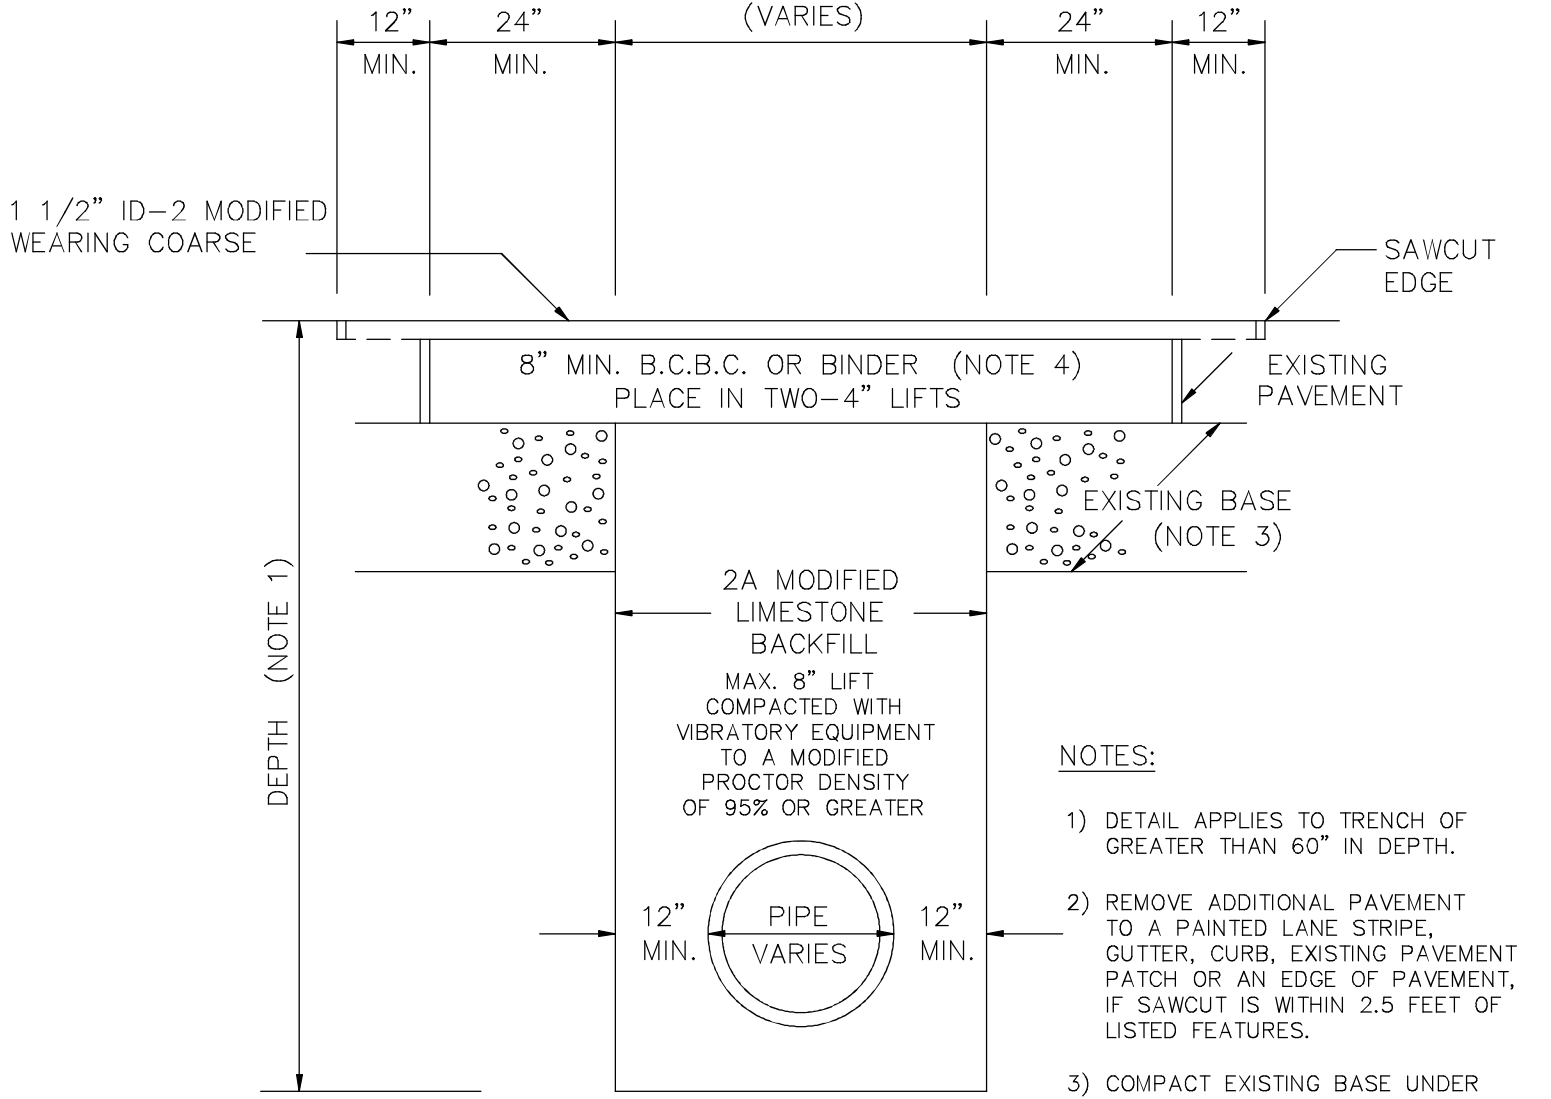 12” 24” (VARIES) 24” 12”
MIN. MIN. MIN. MIN.
1 1/2” ID–2 MODIFIED
WEARING COARSE
SAWCUT
EDGE
8” MIN. B.C.B.C. OR BINDER (NOTE 4)
PLACE IN TWO–4” LIFTS
EXISTING
PAVEMENT
EXISTING BASE
(NOTE 3)
DEPTH (NOTE 1)
2A MODIFIED
LIMESTONE
BACKFILL
MAX. 8” LIFT
COMPACTED WITH
VIBRATORY EQUIPMENT
TO A MODIFIED
PROCTOR DENSITY
OF 95% OR GREATER
12” PIPE 12”
MIN. VARIES MIN.
NOTES:
1) DETAIL APPLIES TO TRENCH OF
GREATER THAN 60” IN DEPTH.
2) REMOVE ADDITIONAL PAVEMENT
TO A PAINTED LANE STRIPE,
GUTTER, CURB, EXISTING PAVEMENT
PATCH OR AN EDGE OF PAVEMENT,
IF SAWCUT IS WITHIN 2.5 FEET OF
LISTED FEATURES.
3) COMPACT EXISTING BASE UNDER